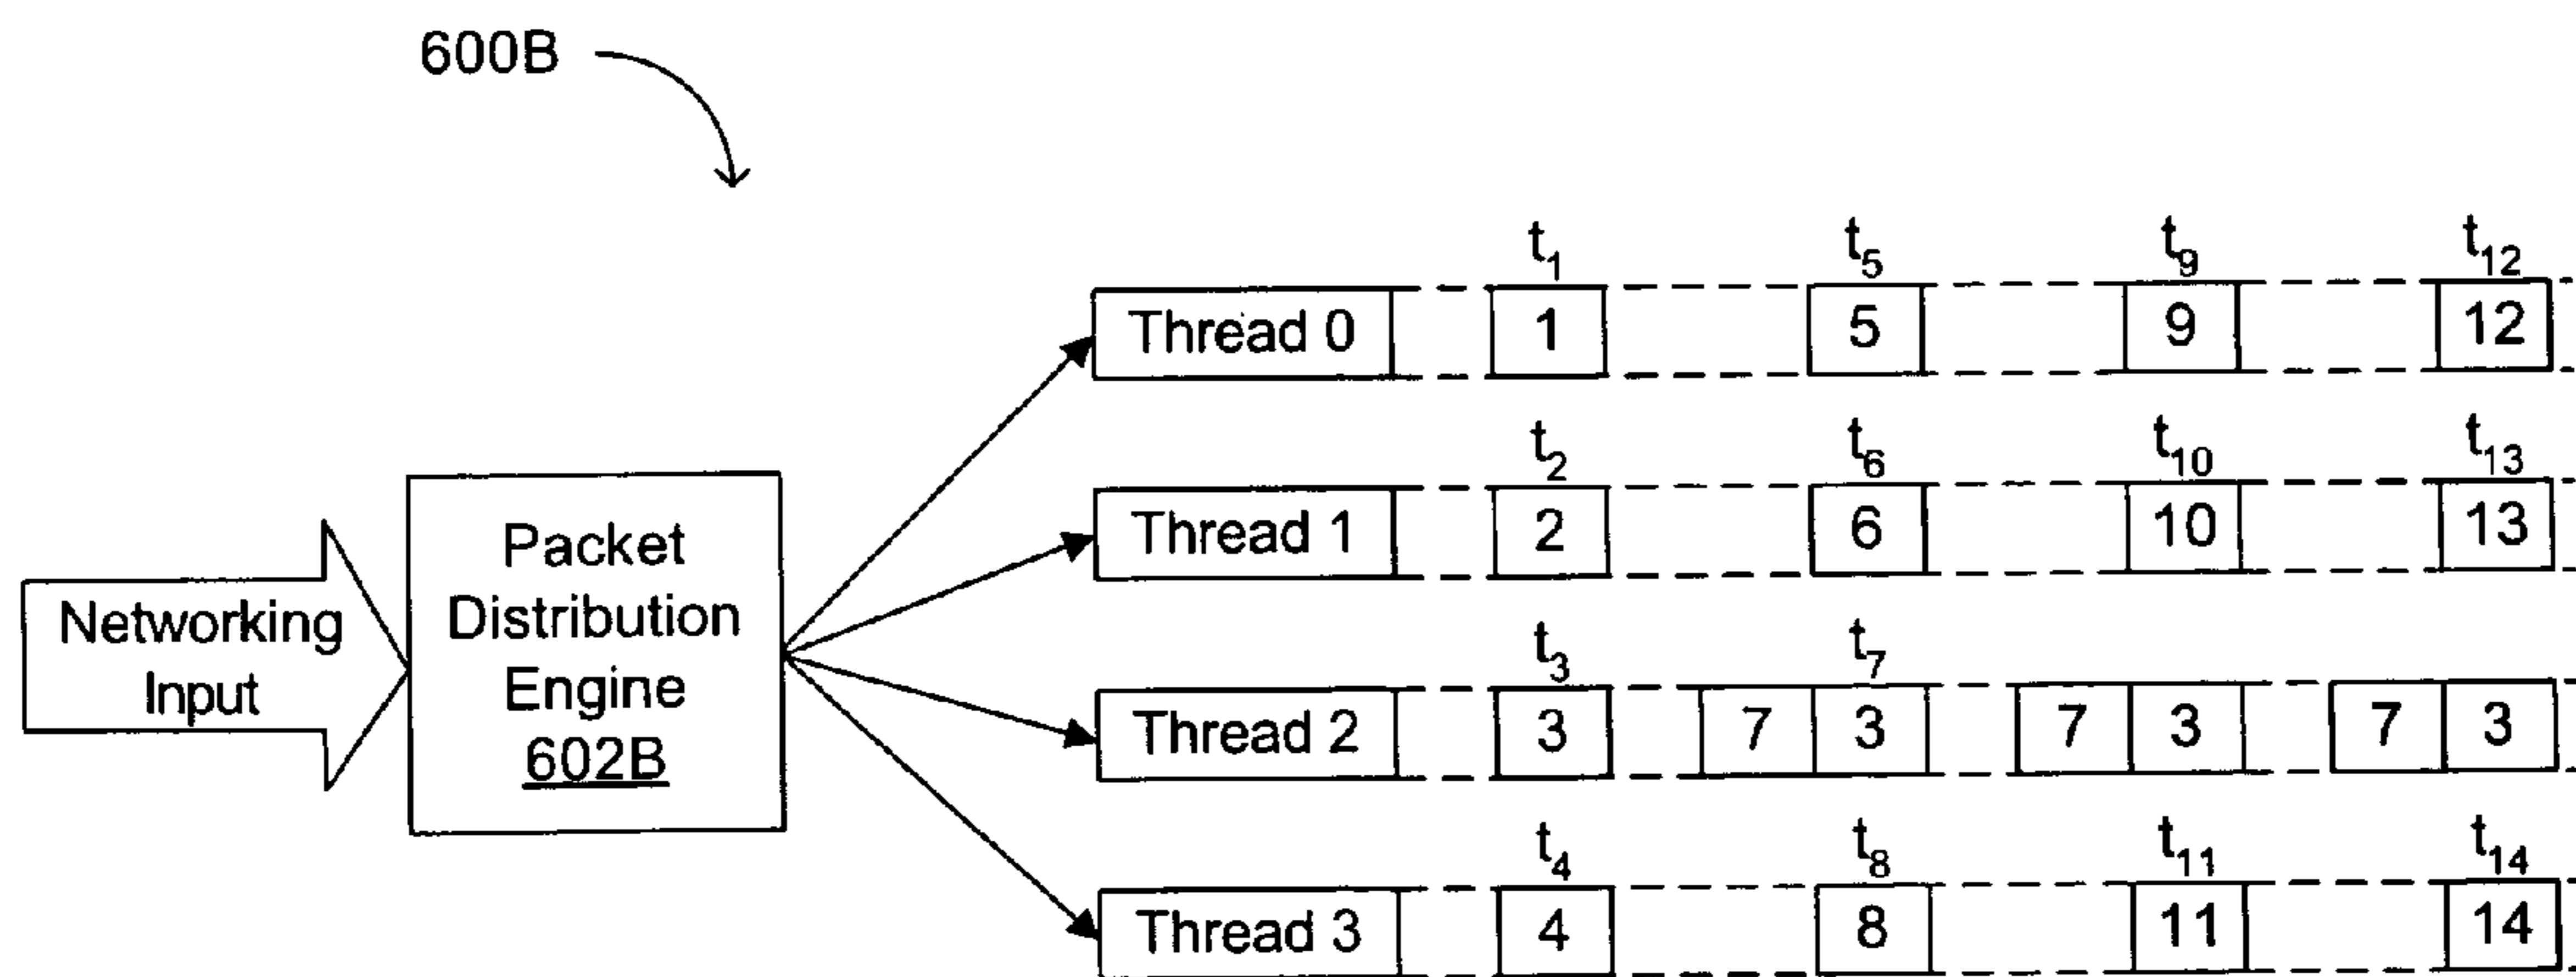 600B
t1 t5 t9 t12
Thread 0 1 5 9 12
t2 t6 t10 t13
Thread 1 2 6 10 13
t3 t7
Thread 2 3 7 3 7 3 7 3
t4 t8 t11 t14
Thread 3 4 8 11 14
Networking
Input
Packet
Distribution
Engine
602B